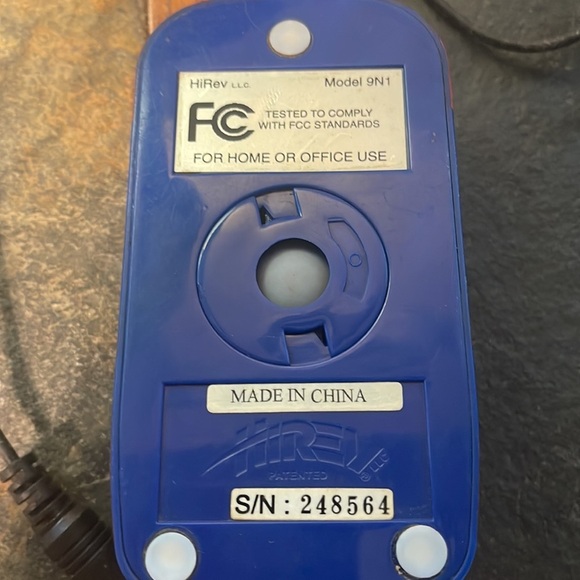 HiRev L.L.C. Model 9N1
FC TESTED TO COMPLY
WITH FCC STANDARDS
FOR HOME OR OFFICE USE
MADE IN CHINA
HIREV
PATENTED
S/N : 248564